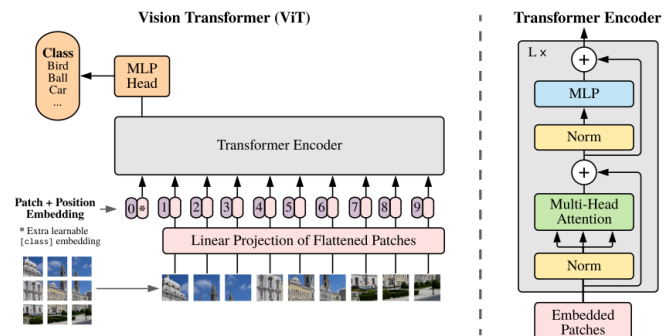 Vision Transformer (ViT)
Class
Bird
Ball
Car
...
MLP
Head
Transformer Encoder
Patch + Position
Embedding
0 * 1 2 3 4 5 6 7 8 9
* Extra learnable
[class] embedding
Linear Projection of Flattened Patches
Transformer Encoder
L ×
+
MLP
Norm
+
Multi-Head
Attention
Norm
Embedded
Patches